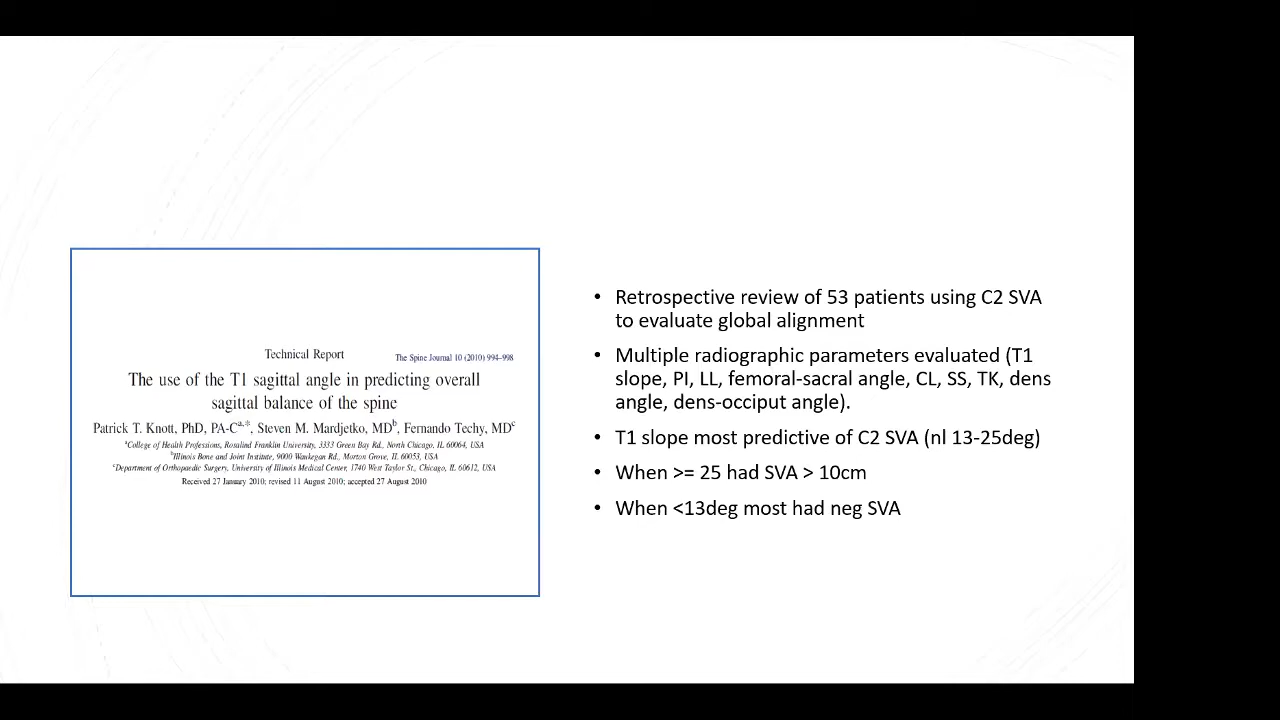 Technical Report
The Spine Journal 10 (2010) 994–998
The use of the T1 sagittal angle in predicting overall
sagittal balance of the spine
Patrick T. Knott, PhD, PA-Ca,*, Steven M. Mardjetko, MDb, Fernando Techy, MDc
aCollege of Health Professions, Rosalind Franklin University, 3333 Green Bay Rd., North Chicago, IL 60064, USA
bIllinois Bone and Joint Institute, 9000 Waukegan Rd., Morton Grove, IL 60053, USA
cDepartment of Orthopaedic Surgery, University of Illinois Medical Center, 1740 West Taylor St., Chicago, IL 60612, USA
Received 27 January 2010; revised 11 August 2010; accepted 27 August 2010
• Retrospective review of 53 patients using C2 SVA
to evaluate global alignment
• Multiple radiographic parameters evaluated (T1
slope, PI, LL, femoral-sacral angle, CL, SS, TK, dens
angle, dens-occiput angle).
• T1 slope most predictive of C2 SVA (nl 13-25deg)
• When >= 25 had SVA > 10cm
• When <13deg most had neg SVA